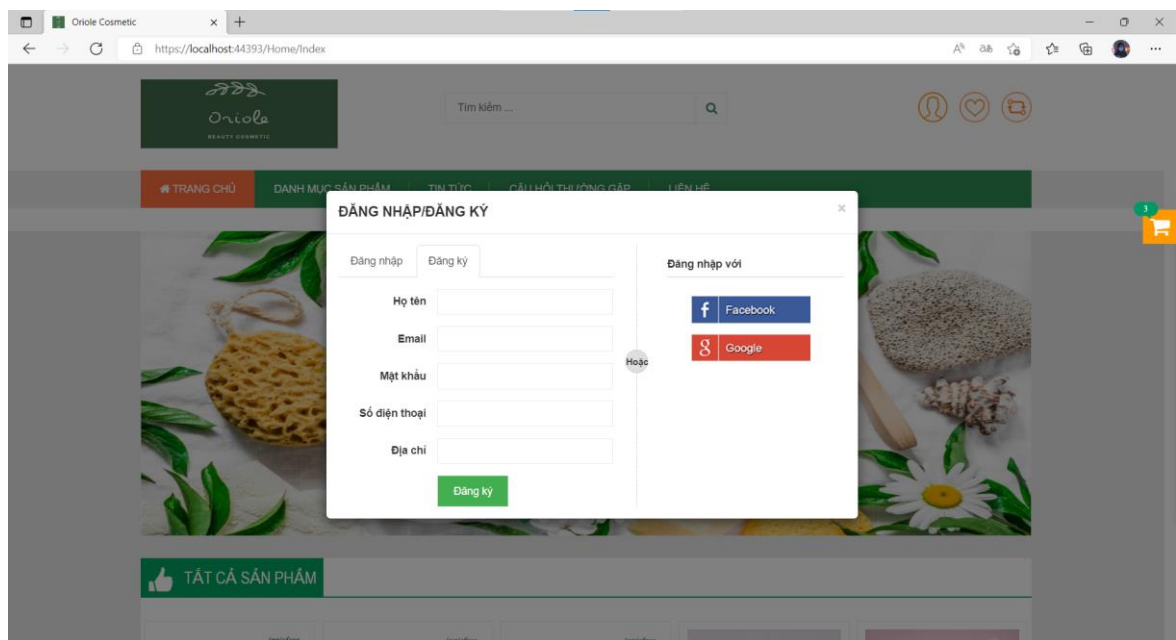 Oriole Cosmetic
https://localhost:44393/Home/Index
Oriole
BEAUTY COSMETIC
Tìm kiếm ...
TRANG CHỦ
DANH MỤC SẢN PHẨM
TIN TỨC
CÂU HỎI THƯỜNG GẶP
LIÊN HỆ
3
ĐĂNG NHẬP/ĐĂNG KÝ
×
Đăng nhập
Đăng ký
Họ tên
Email
Mật khẩu
Số điện thoại
Địa chỉ
Đăng ký
Hoặc
Đăng nhập với
Facebook
Google
TẤT CẢ SẢN PHẨM